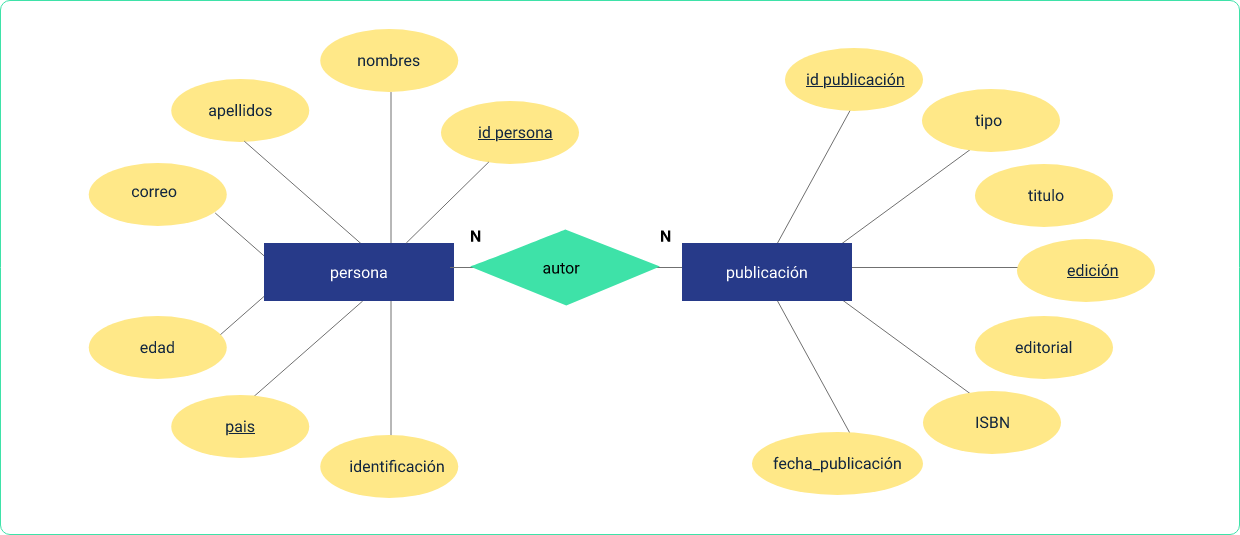 nombres
id publicación
apellidos
tipo
id persona
correo
titulo
N
N
autor
persona
publicación
edición
edad
editorial
pais
ISBN
identificación
fecha_publicación